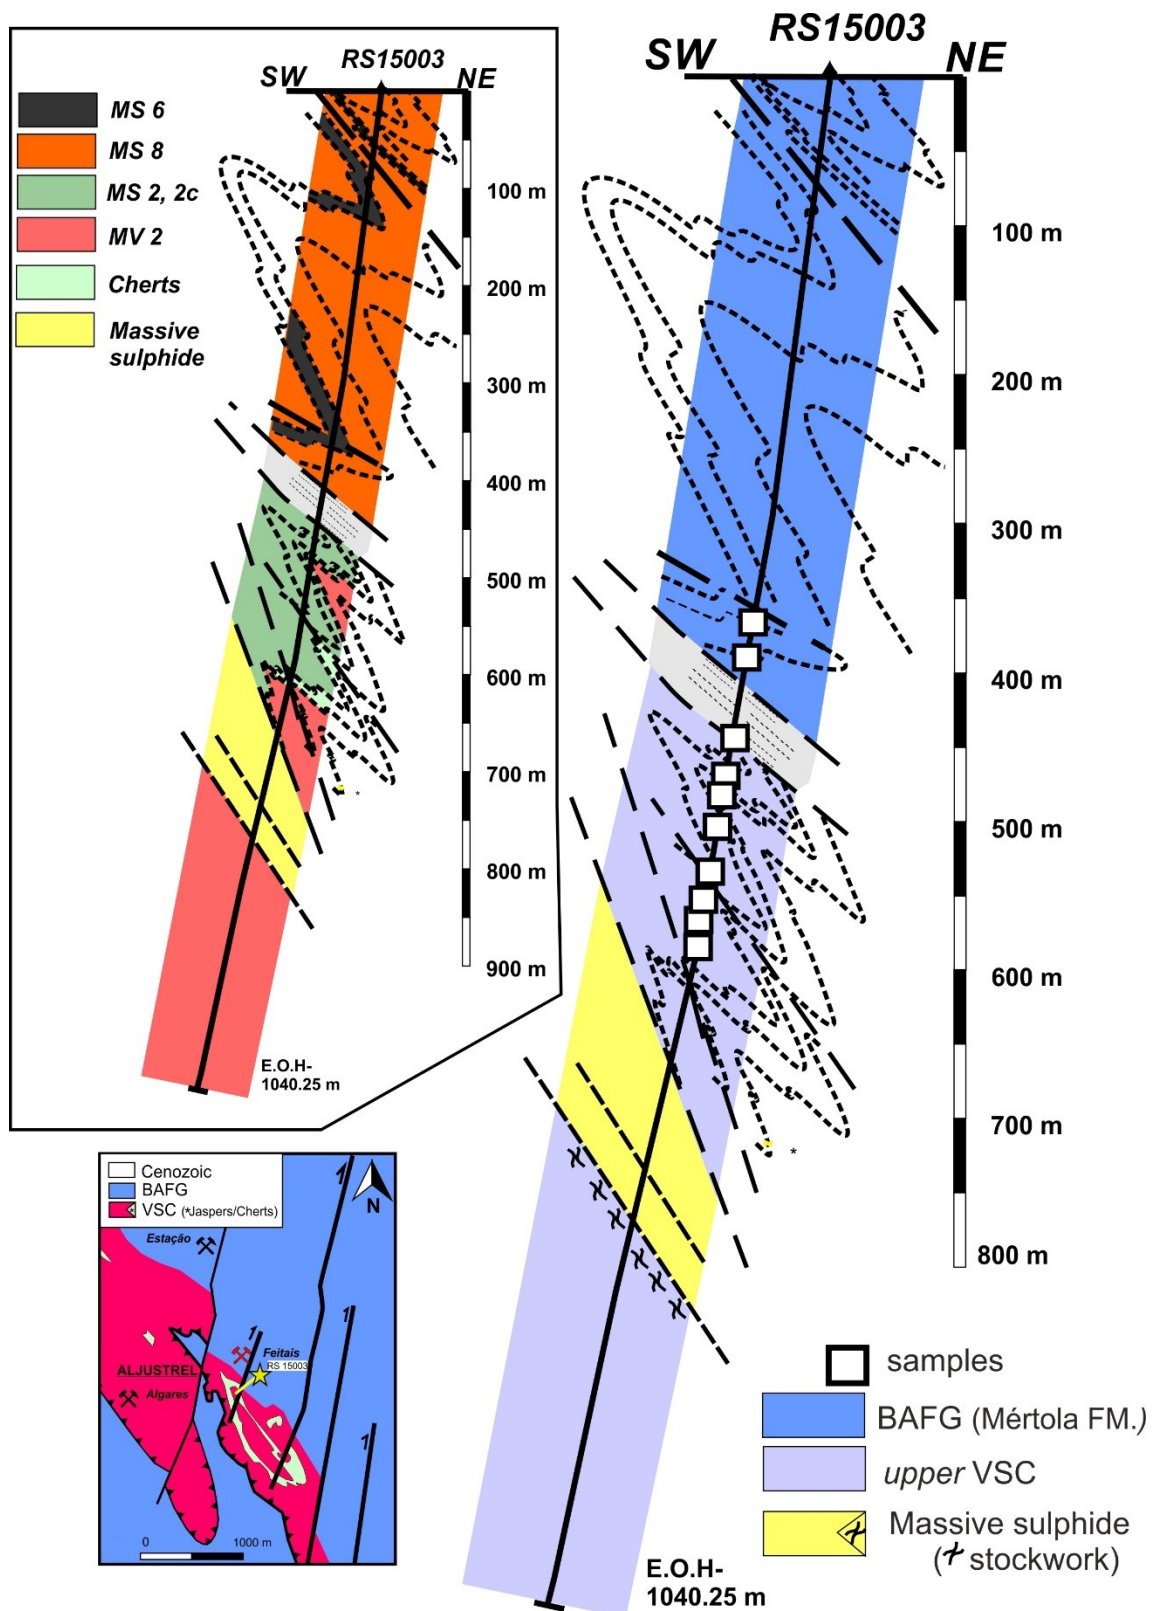 RS15003
SW
NE
MS 6
MS 8
MS 2, 2c
MV 2
Cherts
Massive
sulphide
100 m
200 m
300 m
400 m
500 m
600 m
700 m
800 m
900 m
*
E.O.H-
1040.25 m
RS15003
SW
NE
100 m
200 m
300 m
400 m
500 m
600 m
700 m
800 m
*
E.O.H-
1040.25 m
samples
BAFG (Mértola FM.)
upper VSC
Massive sulphide
( stockwork)
Cenozoic
BAFG
VSC (*Jaspers/Cherts)
N
Estação
Feitais
RS 15003
ALJUSTREL
Algares
0
1000 m